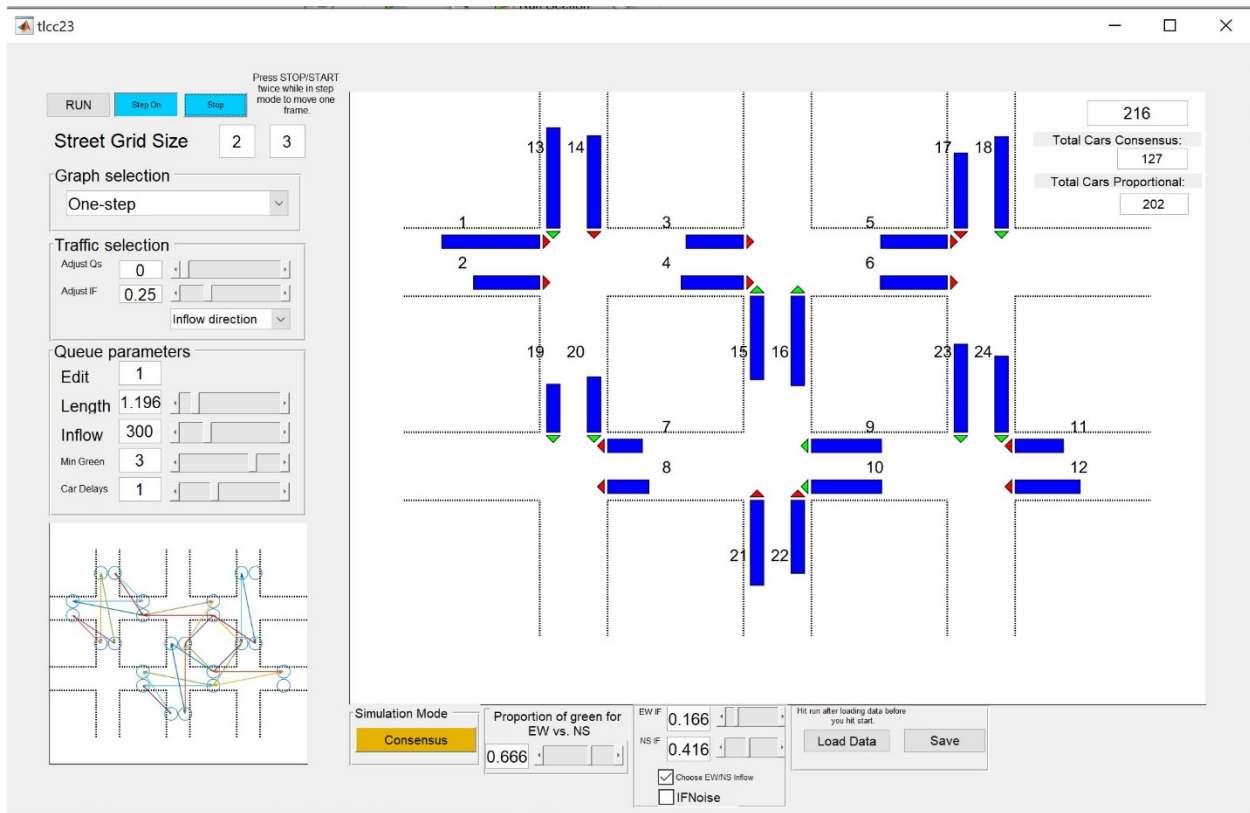 Run Section
tlcc23
Press STOP/START
twice while in step
mode to move one
frame.
RUN
Step On
Stop
Street Grid Size
2
3
Graph selection
One-step
Traffic selection
Adjust Qs
0
Adjust IF
0.25
Inflow direction
Queue parameters
Edit
1
Length
1.196
Inflow
300
Min Green
3
Car Delays
1
216
Total Cars Consensus:
127
Total Cars Proportional:
202
13
14
17
18
1
3
5
2
4
6
19
20
15
16
23
24
7
9
11
8
10
12
21
22
Simulation Mode
Consensus
Proportion of green for
EW vs. NS
0.666
EW IF
0.166
NS IF
0.416
Choose EW/NS Inflow
IFNoise
Hit run after loading data before
you hit start.
Load Data
Save